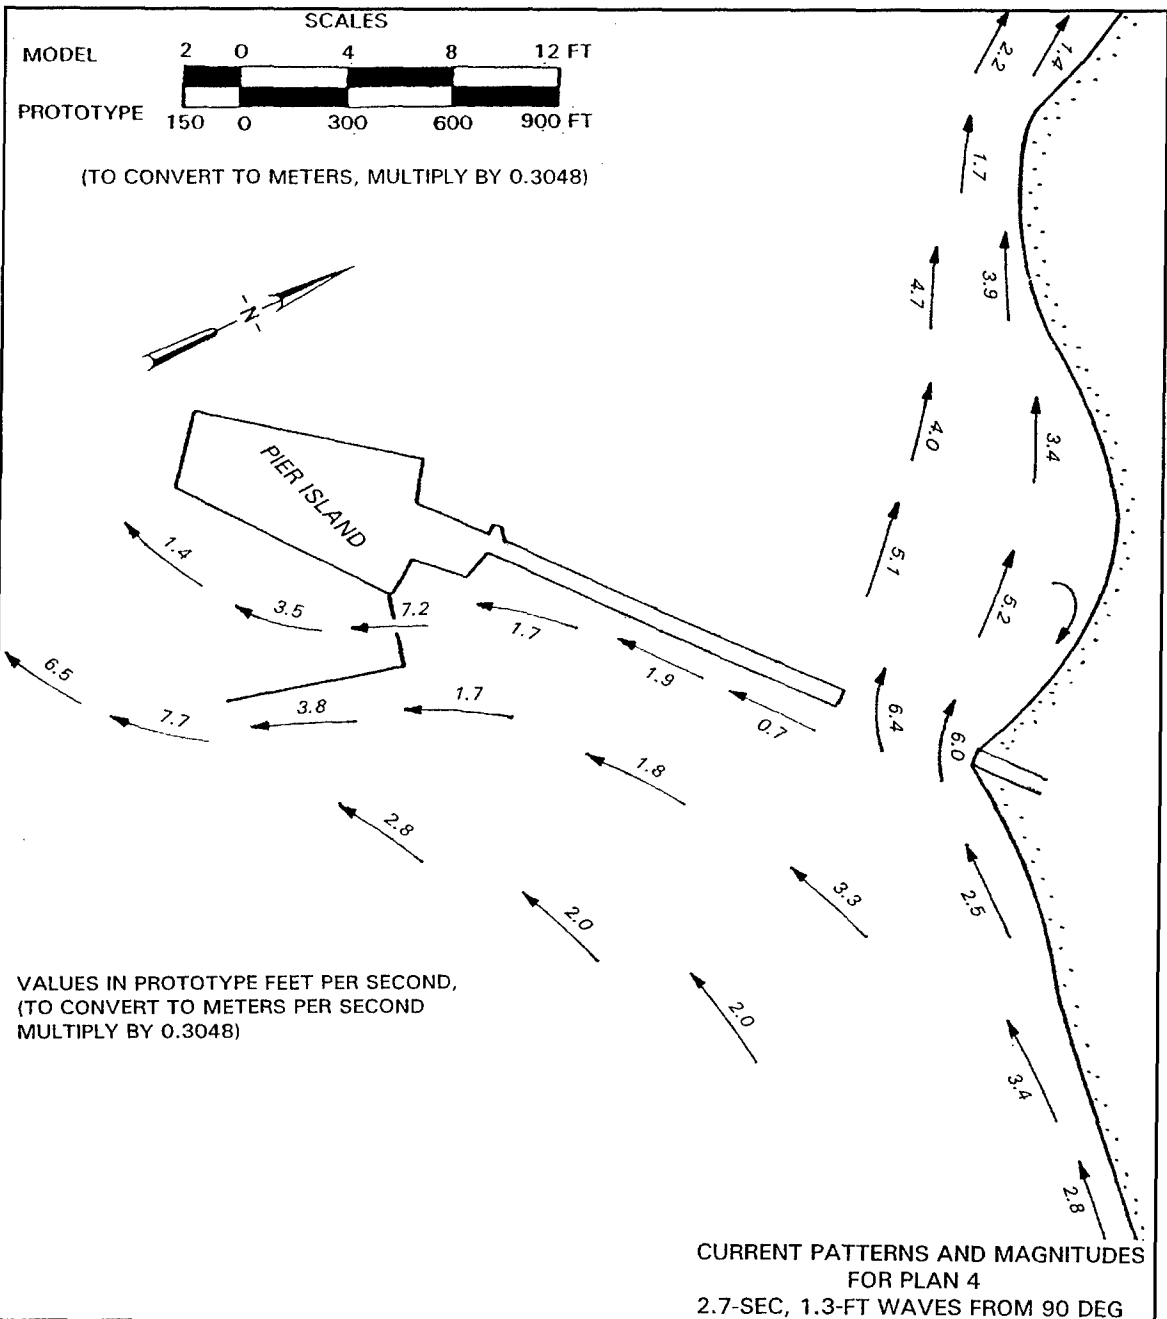 SCALES
MODEL 2 0 4 8 12 FT
PROTOTYPE 150 0 300 600 900 FT
(TO CONVERT TO METERS, MULTIPLY BY 0.3048)
2.2 1.4
1.7
-N-
4.7 3.9
4.0 3.4
PIER ISLAND
1.4
5.1
5.2
3.5 7.2 1.7
6.5
1.9
7.7 3.8 1.7
0.7
6.4
6.0
1.8
2.8
3.3
2.5
2.0
2.0
VALUES IN PROTOTYPE FEET PER SECOND,
(TO CONVERT TO METERS PER SECOND
MULTIPLY BY 0.3048)
3.4
2.8
CURRENT PATTERNS AND MAGNITUDES
FOR PLAN 4
2.7-SEC, 1.3-FT WAVES FROM 90 DEG